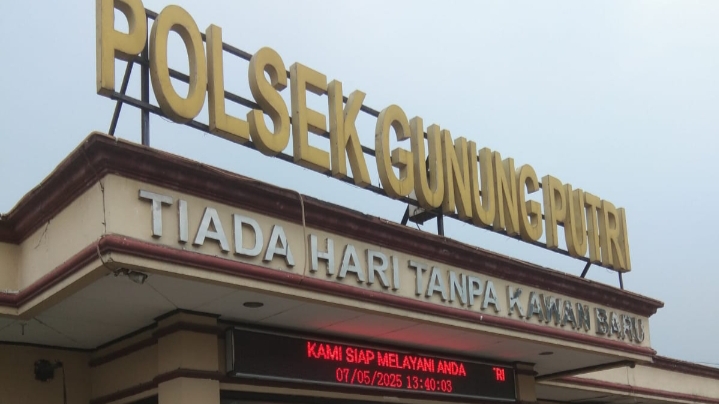 POLSEK GUNUNG PUTRI
TIADA HARI TANPA KAWAN BARU
KAMI SIAP MELAYANI ANDA
07/05/2025 13:40:03